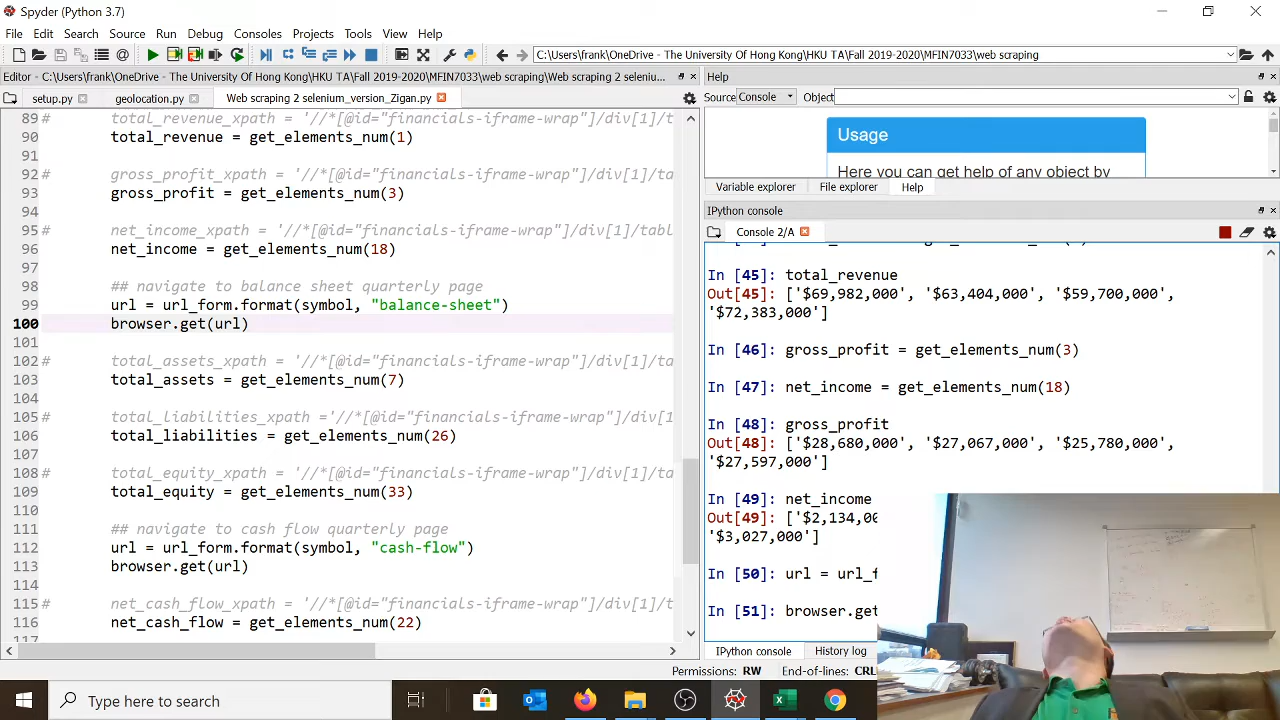 Spyder (Python 3.7)
File Edit Search Source Run Debug Consoles Projects Tools View Help
C:\Users\frank\OneDrive - The University Of Hong Kong\HKU TA\Fall 2019-2020\MFIN7033\web scraping
Editor - C:\Users\frank\OneDrive - The University Of Hong Kong\HKU TA\Fall 2019-2020\MFIN7033\web scraping\Web scraping 2 seleniu...
setup.py geolocation.py Web scraping 2 selenium_version_Zigan.py
89 # total_revenue_xpath = '//*[@id="financials-iframe-wrap"]/div[1]/ta
90 total_revenue = get_elements_num(1)
91
92 # gross_profit_xpath = '//*[@id="financials-iframe-wrap"]/div[1]/tab
93 gross_profit = get_elements_num(3)
94
95 # net_income_xpath = '//*[@id="financials-iframe-wrap"]/div[1]/tabl
96 net_income = get_elements_num(18)
97
98 ## navigate to balance sheet quarterly page
99 url = url_form.format(symbol, "balance-sheet")
100 browser.get(url)
101
102 # total_assets_xpath = '//*[@id="financials-iframe-wrap"]/div[1]/tab
103 total_assets = get_elements_num(7)
104
105 # total_liabilities_xpath ='//*[@id="financials-iframe-wrap"]/div[1]
106 total_liabilities = get_elements_num(26)
107
108 # total_equity_xpath = '//*[@id="financials-iframe-wrap"]/div[1]/tab
109 total_equity = get_elements_num(33)
110
111 ## navigate to cash flow quarterly page
112 url = url_form.format(symbol, "cash-flow")
113 browser.get(url)
114
115 # net_cash_flow_xpath = '//*[@id="financials-iframe-wrap"]/div[1]/t
116 net_cash_flow = get_elements_num(22)
117
Help
Source Console Object
Usage
Here you can get help of any object by
Variable explorer File explorer Help
IPython console
Console 2/A
In [45]: total_revenue
Out[45]: ['$69,982,000', '$63,404,000', '$59,700,000',
'$72,383,000']
In [46]: gross_profit = get_elements_num(3)
In [47]: net_income = get_elements_num(18)
In [48]: gross_profit
Out[48]: ['$28,680,000', '$27,067,000', '$25,780,000',
'$27,597,000']
In [49]: net_income
Out[49]: ['$2,134,00
'$3,027,000']
In [50]: url = url_f
In [51]: browser.get
IPython console History log
Permissions: RW End-of-lines: CRL
Type here to search